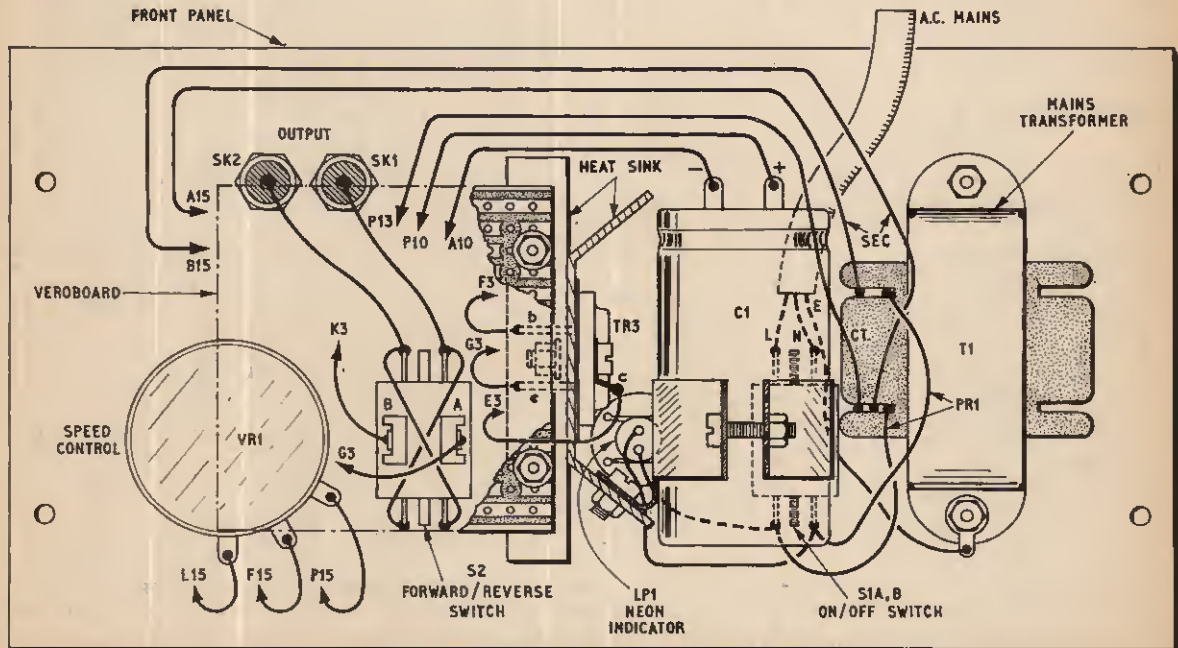 FRONT PANEL
A.C. MAINS
MAINS
TRANSFORMER
OUTPUT
SK2
SK1
HEAT SINK
A15
P13
P10
A10
-
+
SEC
B15
VEROBOARD
F3
b
TR3
C1
E
L
N
CT.
T1
K3
G3
e
c
E3
PR1
SPEED
CONTROL
VR1
B
A
G3
L15
F15
P15
S2
FORWARD/REVERSE
SWITCH
LP1
NEON
INDICATOR
S1A,B
ON/OFF SWITCH